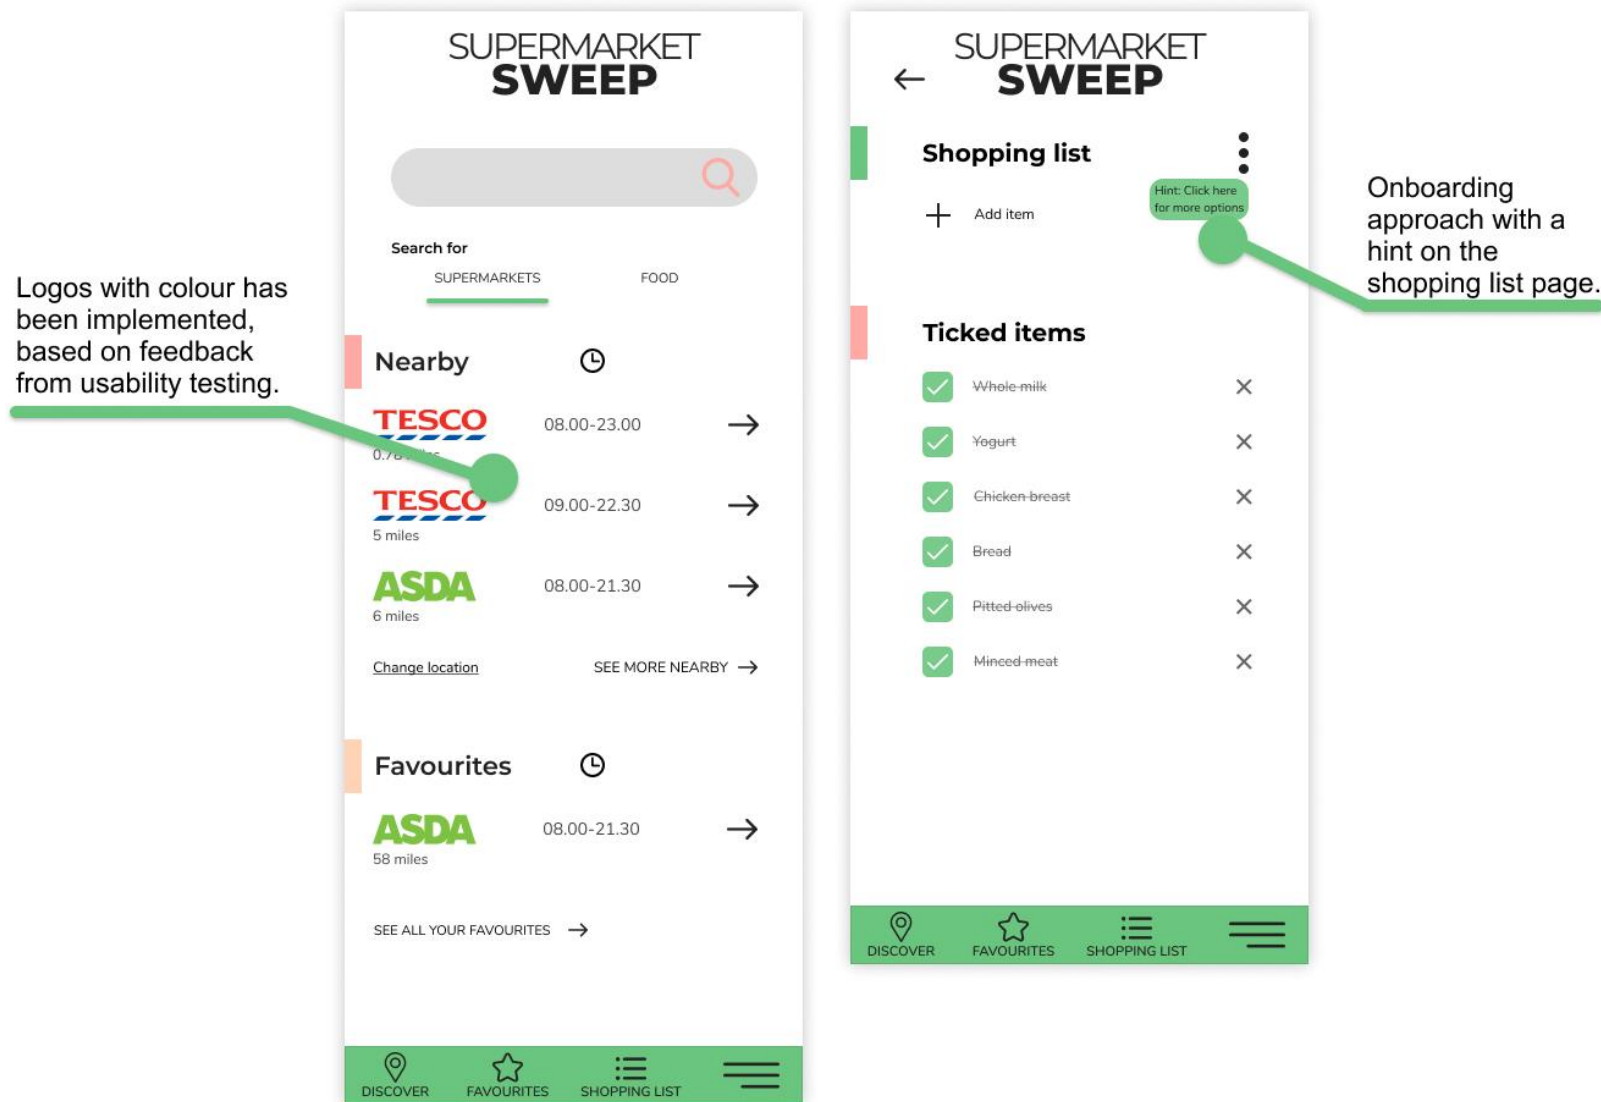 Logos with colour has
been implemented,
based on feedback
from usability testing.
SUPERMARKET
SWEEP
Search for
SUPERMARKETS FOOD
Nearby
TESCO 08.00-23.00
TESCO 09.00-22.30
5 miles
ASDA 08.00-21.30
6 miles
Change location SEE MORE NEARBY
Favourites
ASDA 08.00-21.30
58 miles
SEE ALL YOUR FAVOURITES
DISCOVER FAVOURITES SHOPPING LIST
SUPERMARKET
SWEEP
Shopping list
Hint: Click here
for more options
Add item
Ticked items
Whole milk
Yogurt
Chicken breast
Bread
Pitted olives
Minced meat
DISCOVER FAVOURITES SHOPPING LIST
Onboarding
approach with a
hint on the
shopping list page.